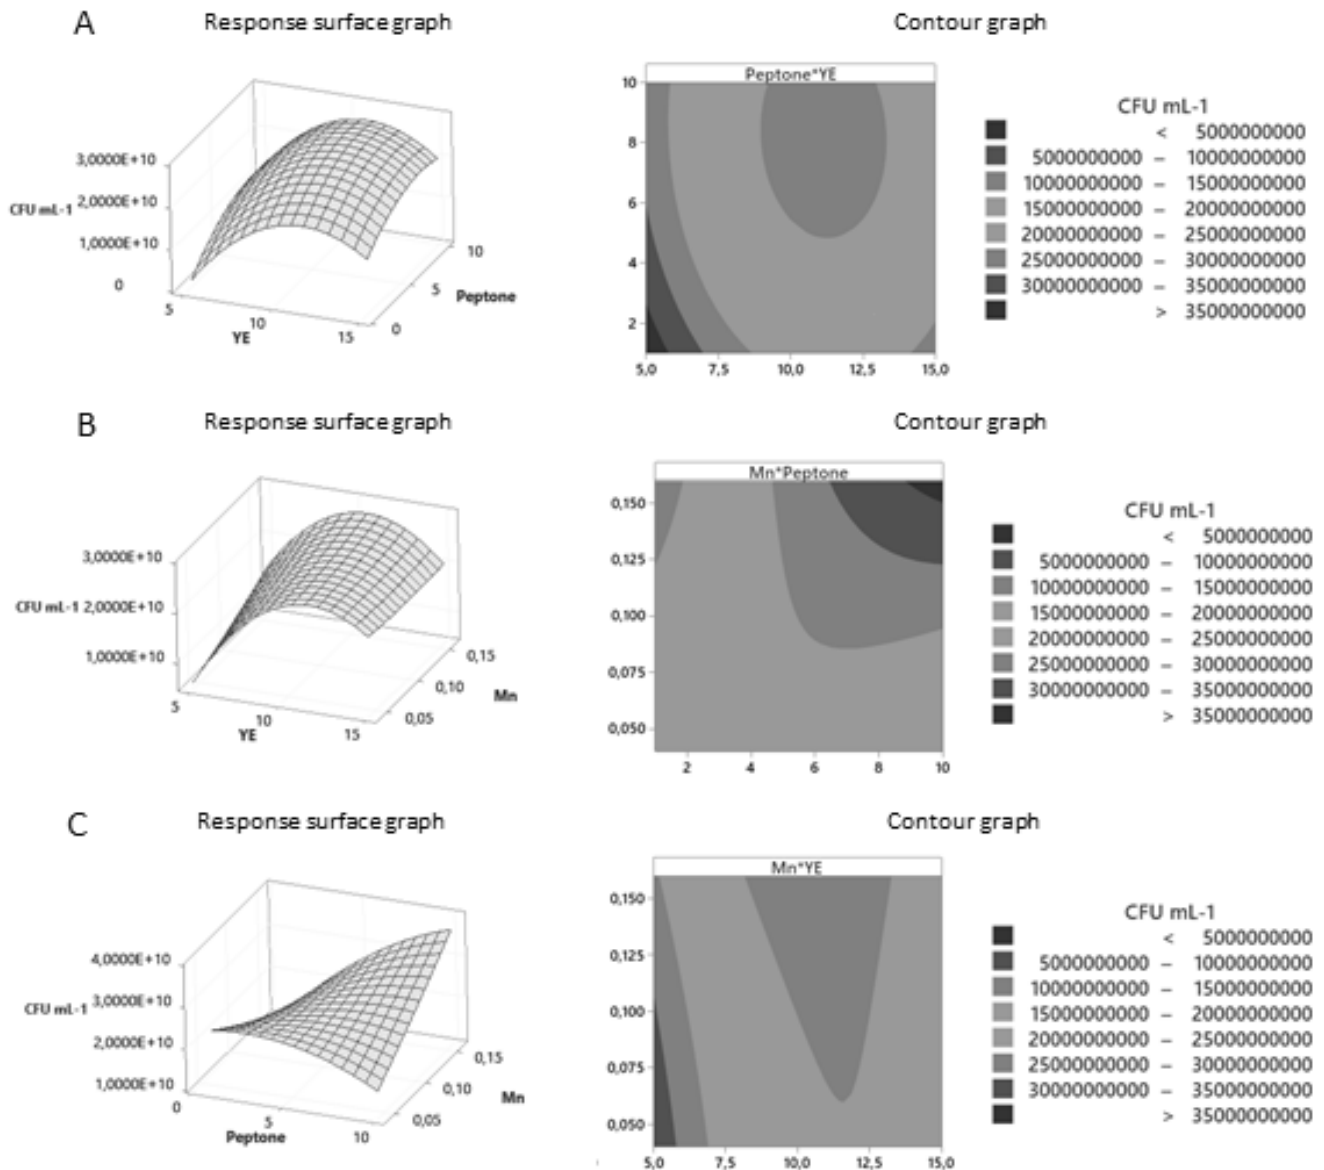 A
Response surface graph
Contour graph
3,0000E+10
CFU mL-1 2,0000E+10
1,0000E+10
0
5
10
15
YE
0
5
10
Peptone
Peptone*YE
10
8
6
4
2
5,0 7,5 10,0 12,5 15,0
CFU mL-1
< 5000000000
5000000000 – 10000000000
10000000000 – 15000000000
15000000000 – 20000000000
20000000000 – 25000000000
25000000000 – 30000000000
30000000000 – 35000000000
> 35000000000
B
Response surface graph
Contour graph
3,0000E+10
CFU mL-1 2,0000E+10
1,0000E+10
5
10
15
YE
0,05
0,10
0,15
Mn
Mn*Peptone
0,150
0,125
0,100
0,075
0,050
2 4 6 8 10
CFU mL-1
< 5000000000
5000000000 – 10000000000
10000000000 – 15000000000
15000000000 – 20000000000
20000000000 – 25000000000
25000000000 – 30000000000
30000000000 – 35000000000
> 35000000000
C
Response surface graph
Contour graph
4,0000E+10
CFU mL-1 3,0000E+10
2,0000E+10
1,0000E+10
0
5
10
Peptone
0,05
0,10
0,15
Mn
Mn*YE
0,150
0,125
0,100
0,075
0,050
5,0 7,5 10,0 12,5 15,0
CFU mL-1
< 5000000000
5000000000 – 10000000000
10000000000 – 15000000000
15000000000 – 20000000000
20000000000 – 25000000000
25000000000 – 30000000000
30000000000 – 35000000000
> 35000000000